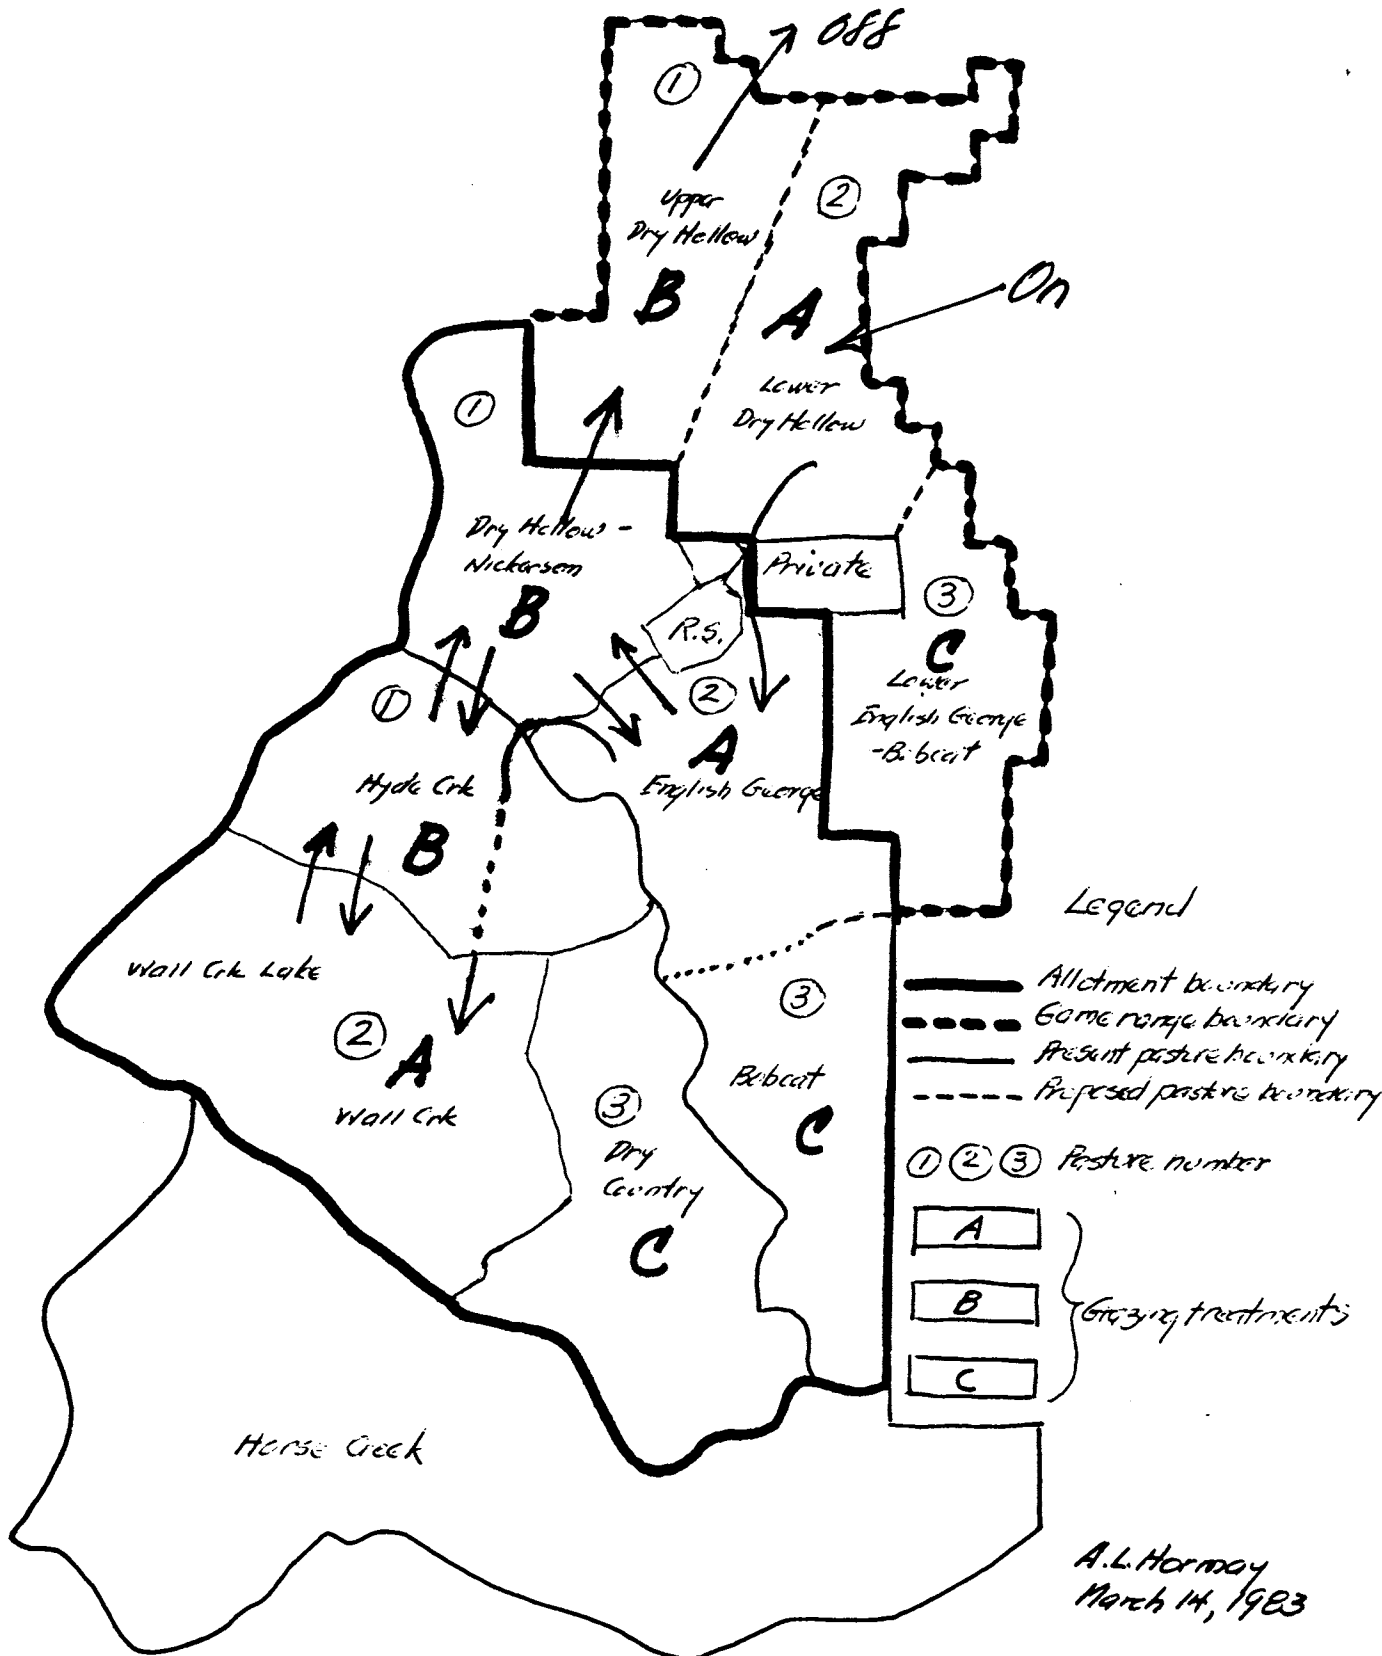 Off
①
②
Upper
Dry Hollow
B
A
On
Lower
Dry Hollow
①
Dry Hollow -
Nickerson
B
Private
R.S.
③
C
Lower
English George
-Bobcat
①
②
A
English George
Hyde Crk
B
Wall Crk Lake
②
A
Wall Crk
③
Dry
Country
C
③
Bobcat
C
Horse Creek
Legend
Allotment boundary
Game range boundary
Present pasture boundary
Proposed pasture boundary
① ② ③ Pasture number
A
B
C
Grazing treatments
A.L. Hormay
March 14, 1983